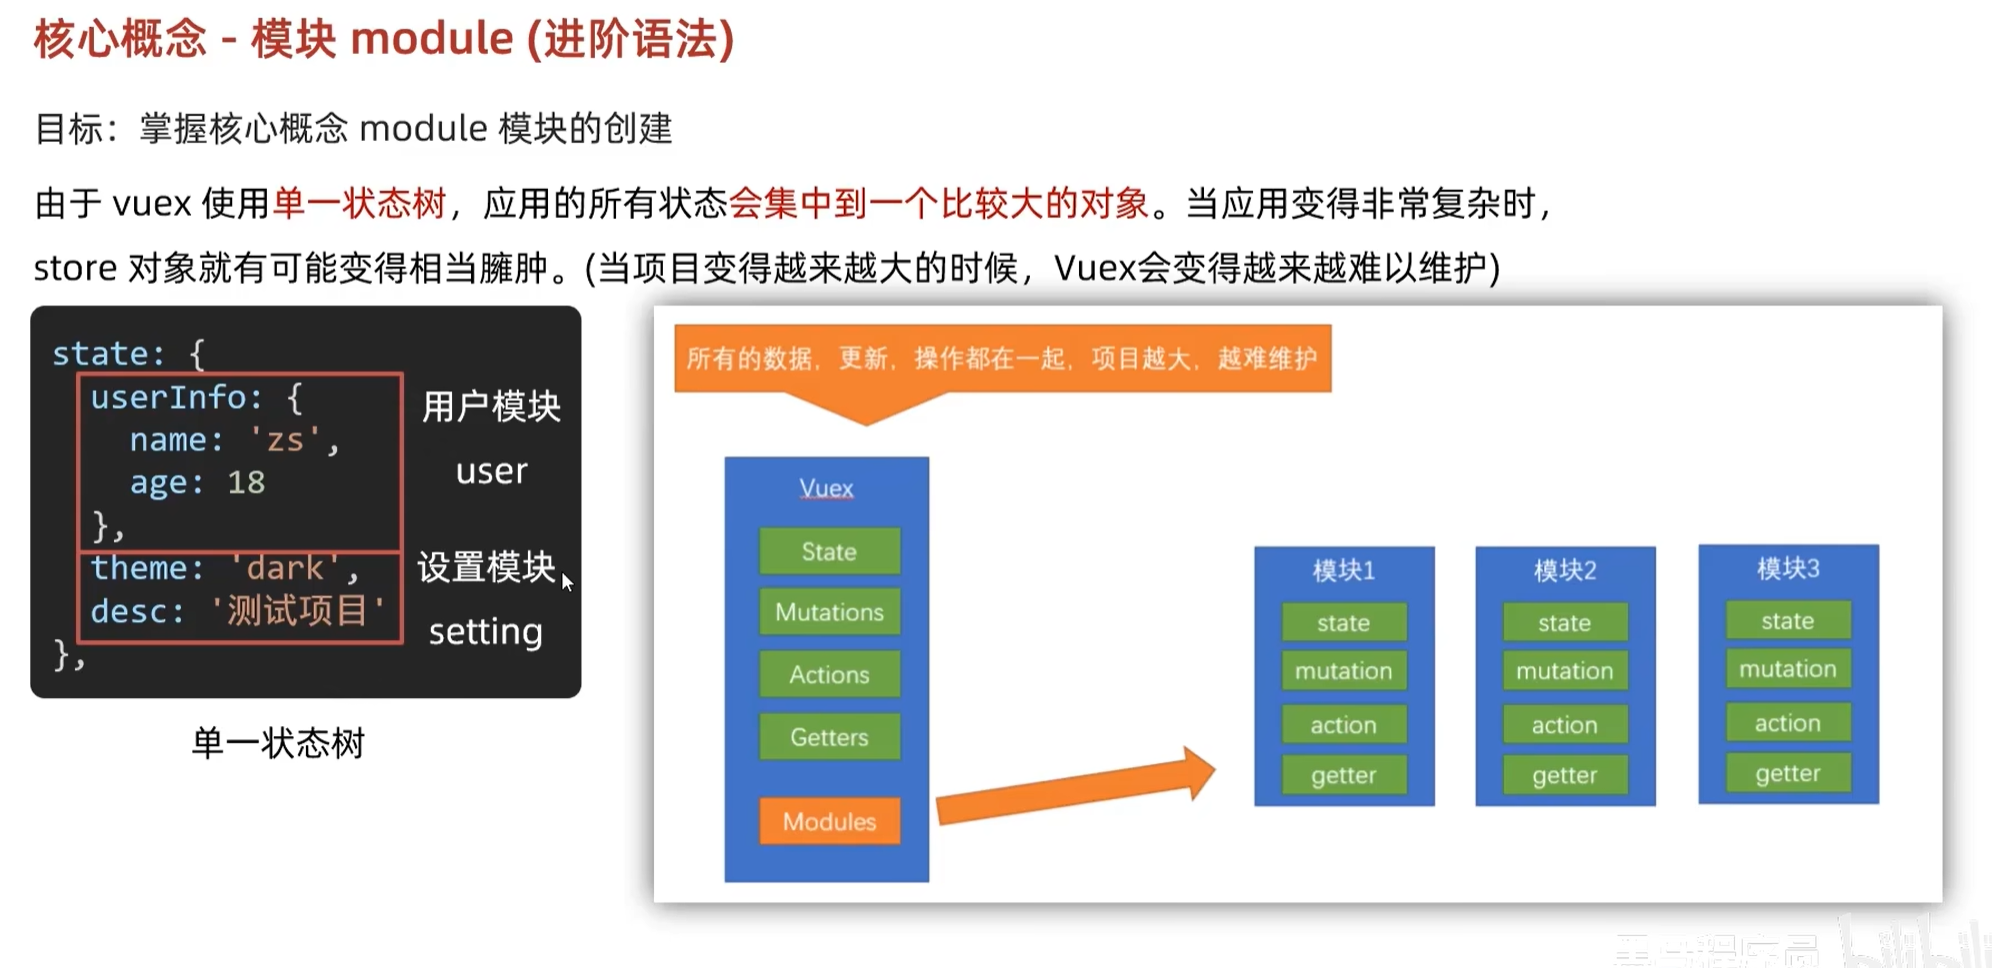 核心概念 - 模块 module (进阶语法)
目标：掌握核心概念 module 模块的创建
由于 vuex 使用单一状态树，应用的所有状态会集中到一个比较大的对象。当应用变得非常复杂时，
store 对象就有可能变得相当臃肿。(当项目变得越来越大的时候，Vuex会变得越来越难以维护)
state: {
userInfo: {
name: 'zs',
age: 18
},
theme: 'dark',
desc: '测试项目'
},
用户模块
user
设置模块
setting
单一状态树
所有的数据，更新，操作都在一起，项目越大，越难维护
Vuex
State
Mutations
Actions
Getters
Modules
模块1
state
mutation
action
getter
模块2
state
mutation
action
getter
模块3
state
mutation
action
getter